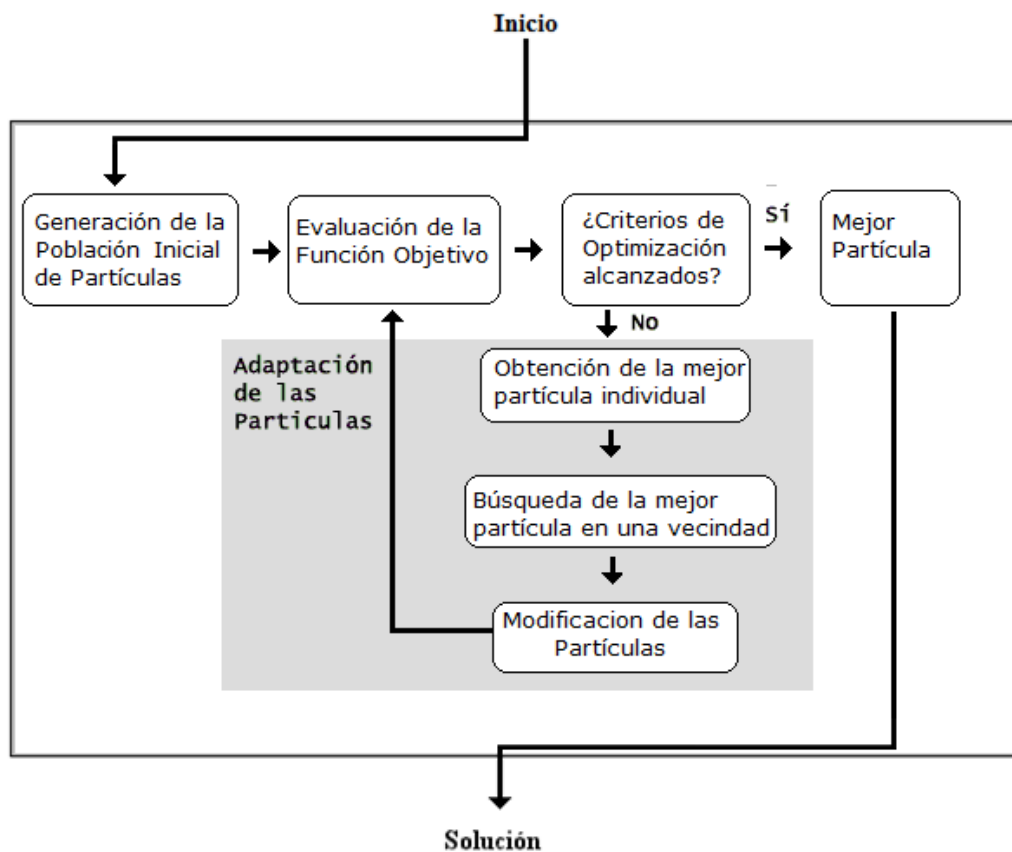 Inicio
Generación de la
Población Inicial
de Partículas
Evaluación de la
Función Objetivo
¿Criterios de
Optimización
alcanzados?
Sí
Mejor
Partícula
No
Adaptación
de las
Particulas
Obtención de la mejor
partícula individual
Búsqueda de la mejor
partícula en una vecindad
Modificacion de las
Partículas
Solución